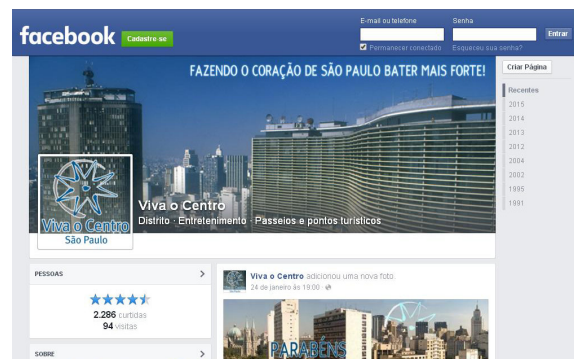 facebook
Cadastre-se
E-mail ou telefone
Senha
Entrar
Permanecer conectado
Esqueceu sua senha?
FAZENDO O CORAÇÃO DE SÃO PAULO BATER MAIS FORTE!
Viva o Centro
São Paulo
Viva o Centro
Distrito · Entretenimento · Passeios e pontos turísticos
Criar Página
Recentes
2015
2014
2013
2012
2004
2002
1995
1991
PESSOAS
2.286 curtidas
94 visitas
SOBRE
Viva o Centro adicionou uma nova foto.
24 de janeiro às 19:00 ·
PARABÉNS